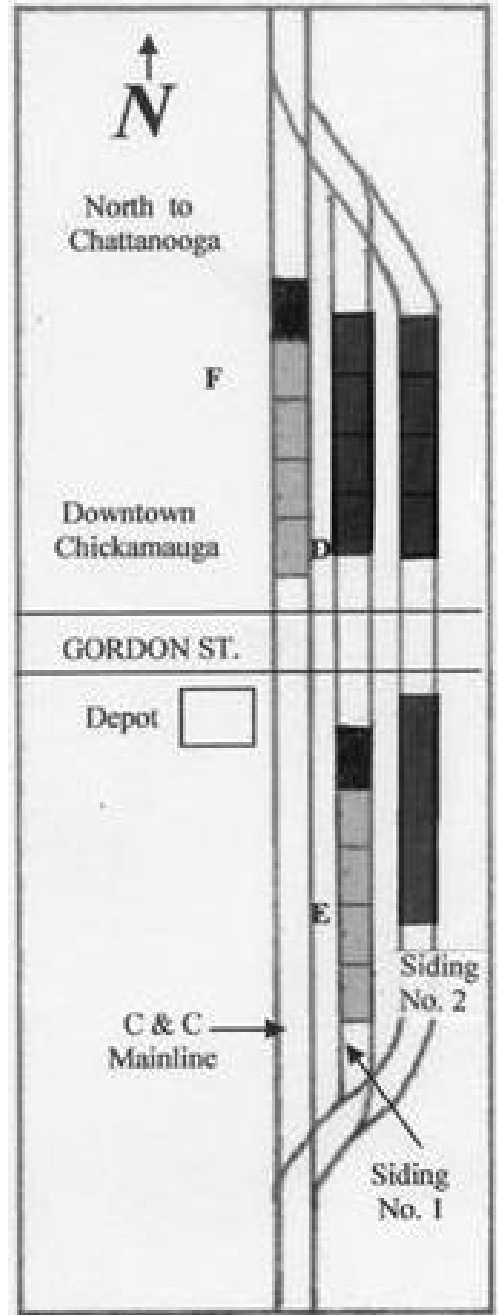 N
North to
Chattanooga
F
Downtown
Chickamauga
D
GORDON ST.
Depot
E
Siding
No. 2
C & C
Mainline
Siding
No. 1